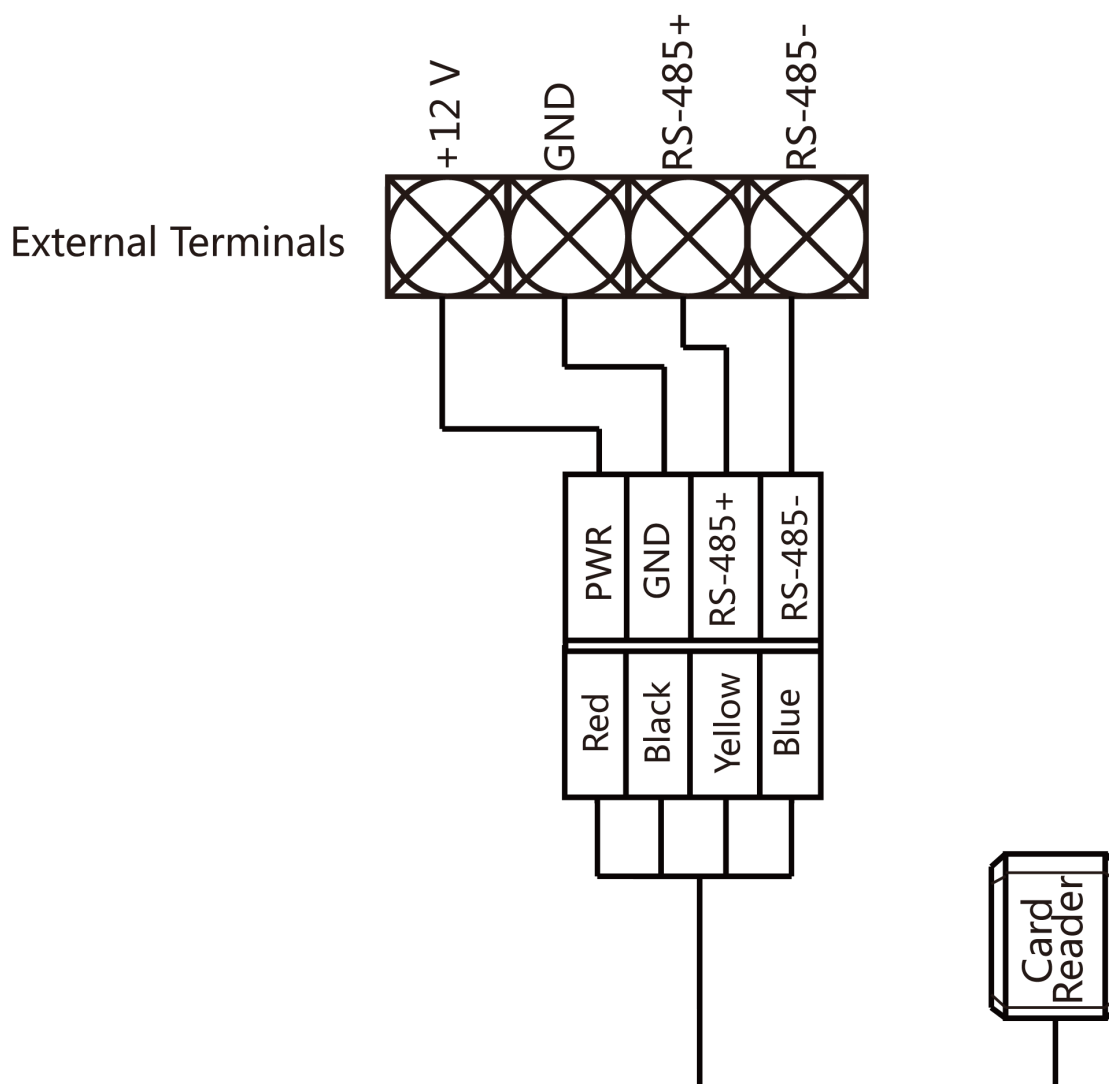 +12 V
GND
RS-485+
RS-485-
External Terminals
PWR
GND
RS-485+
RS-485-
Red
Black
Yellow
Blue
Card
Reader